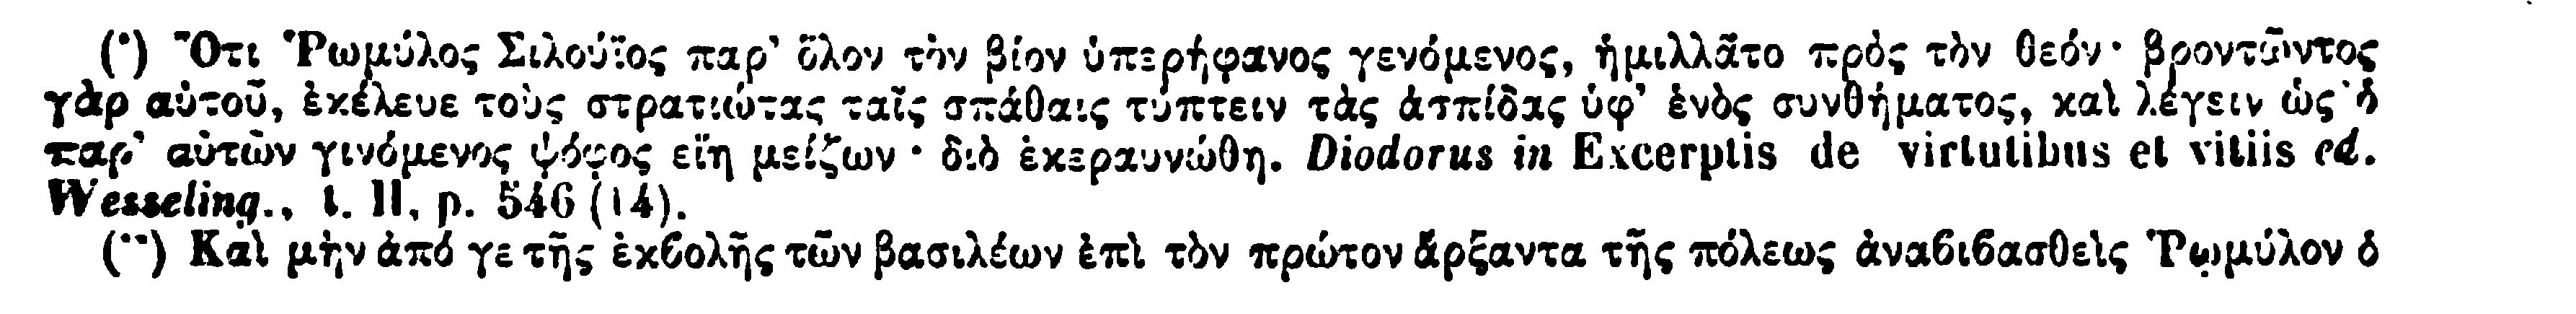 (*) Ὅτι Ῥωμύλος Σιλούϊος παρ' ὅλον τὸν βίον ὑπερήφανος γενόμενος, ἡμιλλᾶτο πρὸς τὸν θεόν· βροντῶντος
γὰρ αὐτοῦ, ἐκέλευε τοὺς στρατιώτας ταῖς σπάθαις τύπτειν τὰς ἀσπίδας ὑφ' ἑνὸς συνθήματος, καὶ λέγειν ὡς ὁ
παρ' αὐτῶν γινόμενος ψόφος εἴη μείζων· διὸ ἐκεραυνώθη. Diodorus in Excerptis de virtutibus et vitiis ed.
Wesseling., t. II, p. 546 (14).
(**) Καὶ μὴν ἀπό γε τῆς ἐκϐολῆς τῶν βασιλέων ἐπὶ τὸν πρώτον ἄρξαντα τῆς πόλεως ἀναϐιϐασθεὶς Ῥωμύλον ὁ